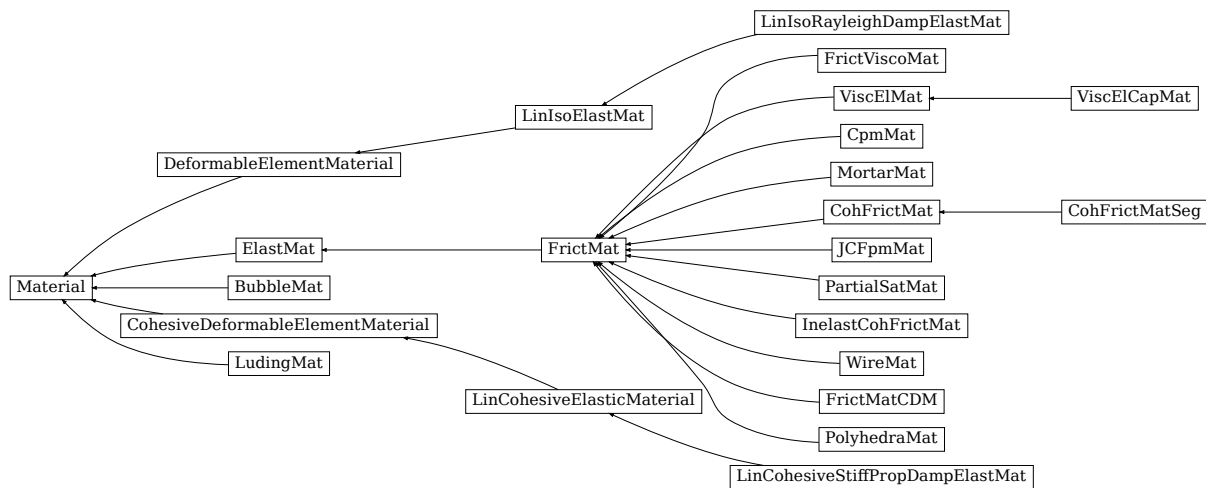 LinIsoRayleighDampElastMat
FrictViscoMat
ViscElMat
ViscElCapMat
LinIsoElastMat
CpmMat
DeformableElementMaterial
MortarMat
CohFrictMat
CohFrictMatSeg
ElastMat
FrictMat
JCFpmMat
Material
BubbleMat
PartialSatMat
CohesiveDeformableElementMaterial
InelastCohFrictMat
LudingMat
WireMat
LinCohesiveElasticMaterial
FrictMatCDM
PolyhedraMat
LinCohesiveStiffPropDampElastMat